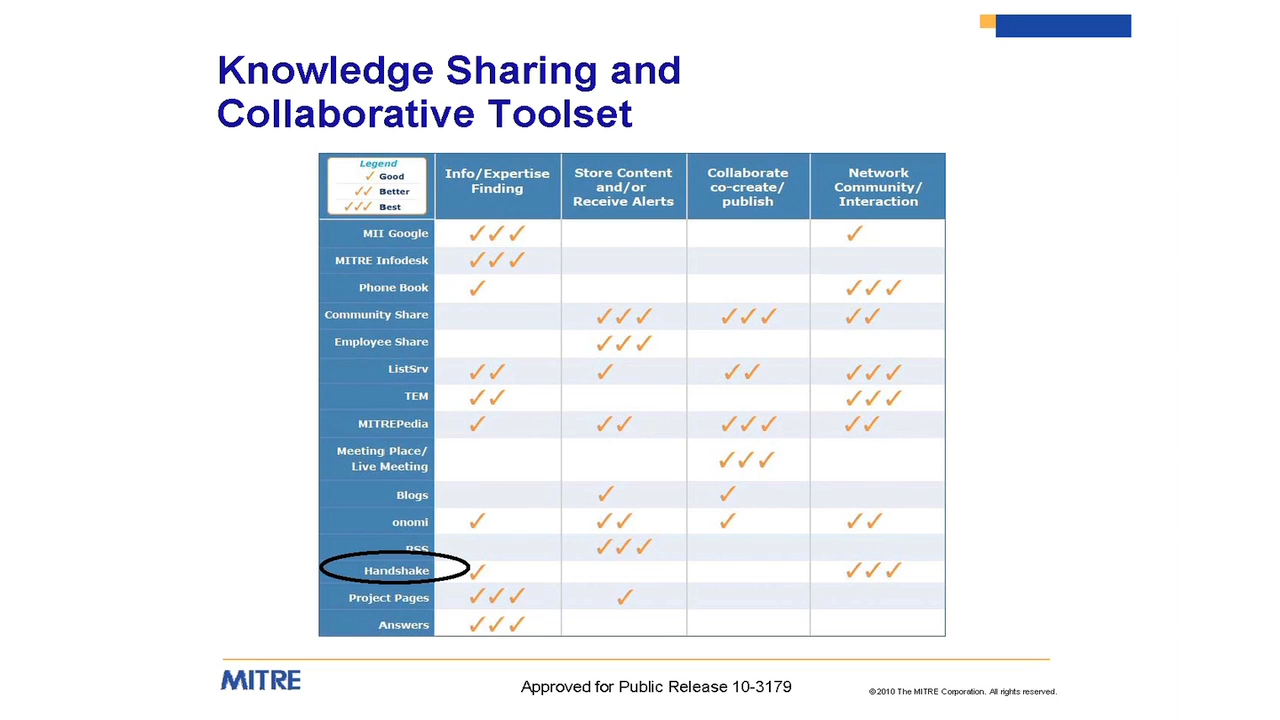 Knowledge Sharing and
Collaborative Toolset
Legend
✓ Good
✓✓ Better
✓✓✓ Best
Info/Expertise
Finding
Store Content
and/or
Receive Alerts
Collaborate
co-create/
publish
Network
Community/
Interaction
MII Google ✓✓✓ ✓
MITRE Infodesk ✓✓✓
Phone Book ✓ ✓✓✓
Community Share ✓✓✓ ✓✓✓ ✓✓
Employee Share ✓✓✓
ListSrv ✓✓ ✓ ✓✓ ✓✓✓
TEM ✓✓ ✓✓✓
MITREPedia ✓ ✓✓ ✓✓✓ ✓✓
Meeting Place/
Live Meeting ✓✓✓
Blogs ✓ ✓
onomi ✓ ✓✓ ✓ ✓✓
RSS ✓✓✓
Handshake ✓ ✓✓✓
Project Pages ✓✓✓ ✓
Answers ✓✓✓
MITRE
Approved for Public Release 10-3179
© 2010 The MITRE Corporation. All rights reserved.